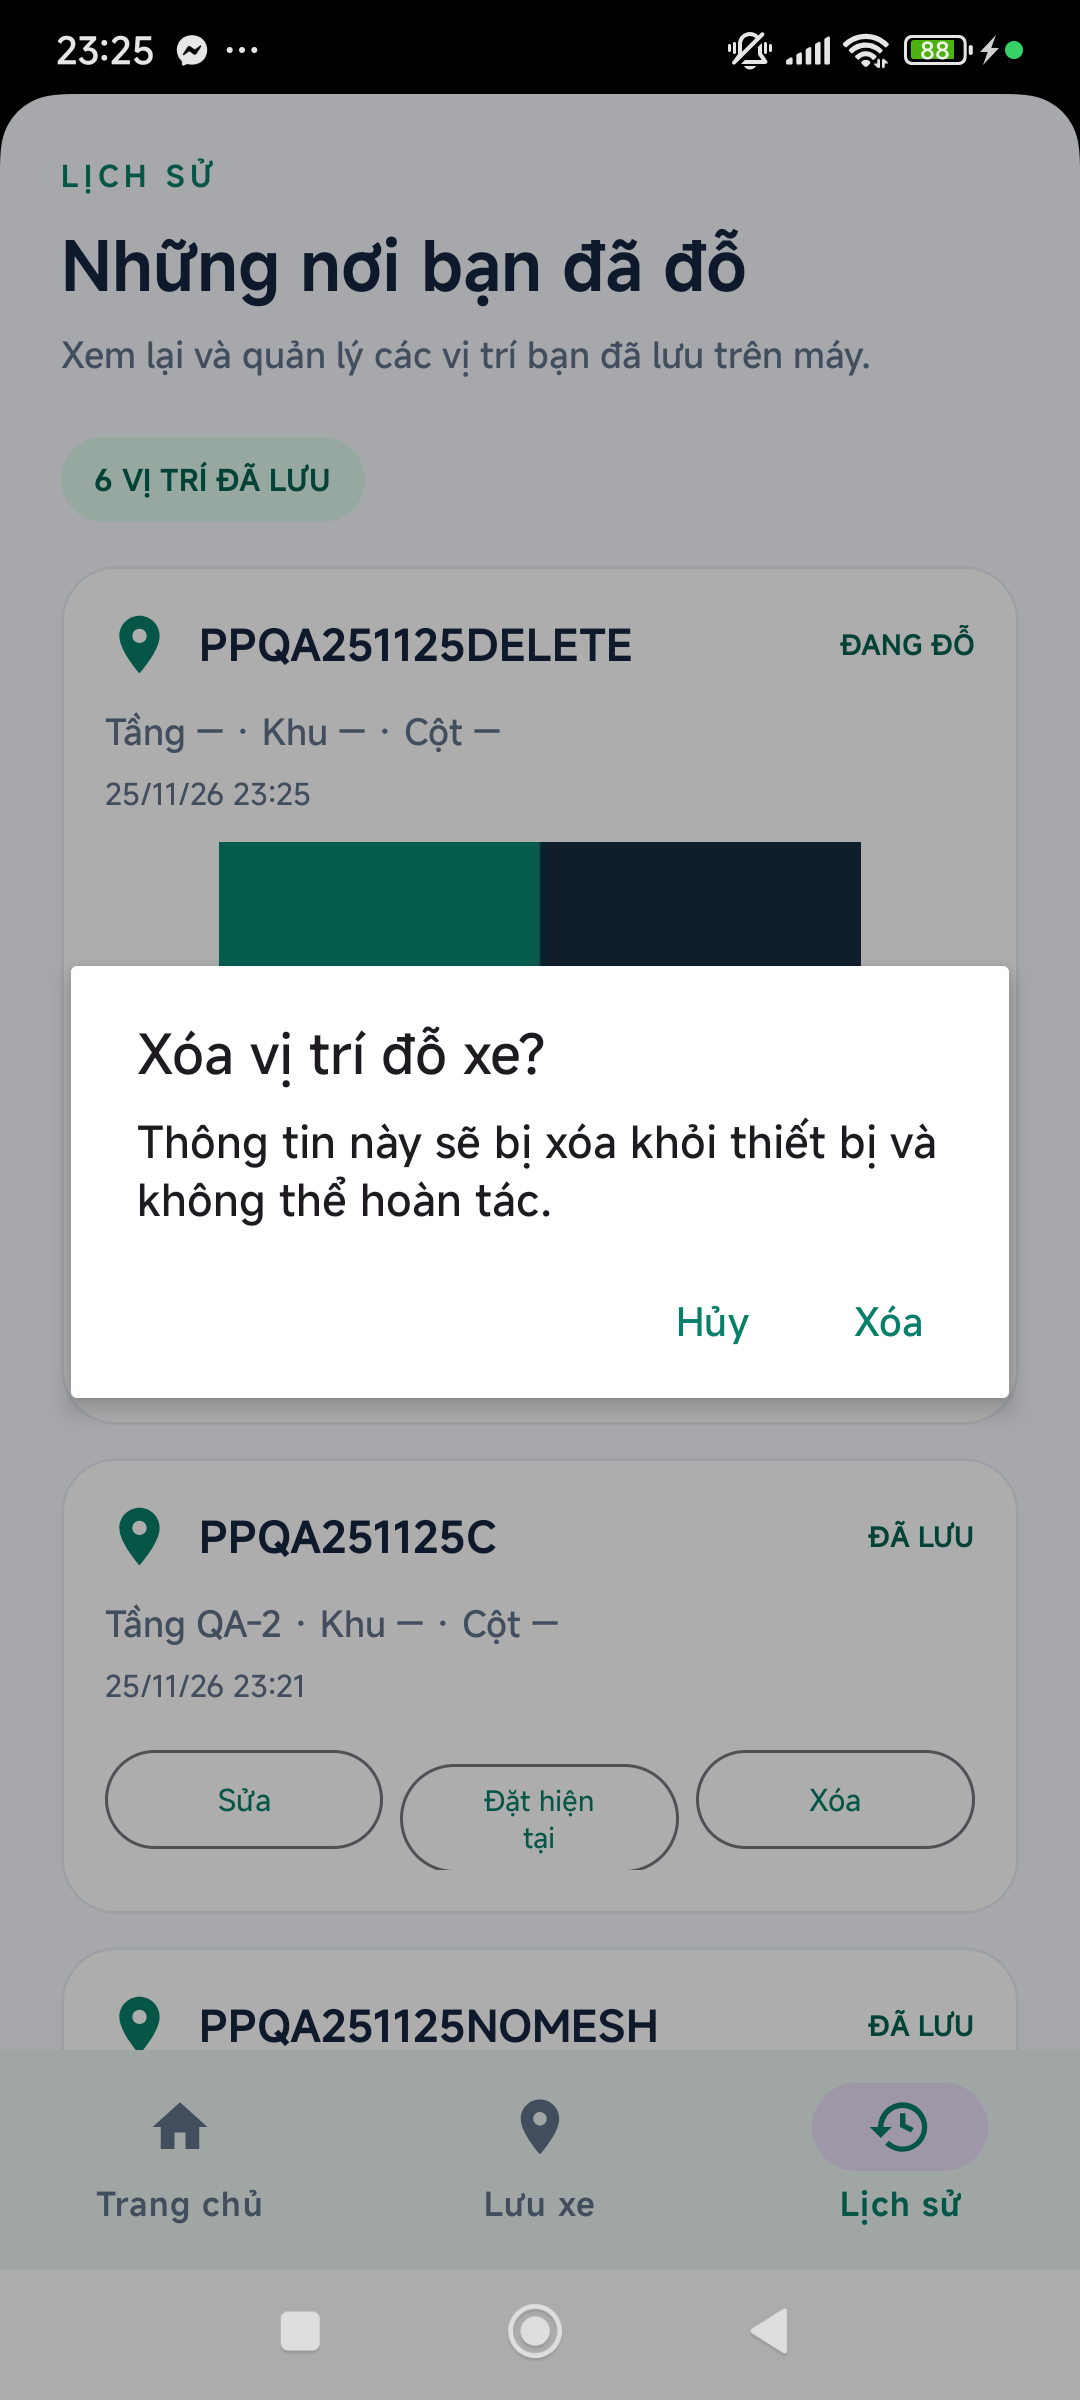 23:25
88
LỊCH SỬ
Những nơi bạn đã đỗ
Xem lại và quản lý các vị trí bạn đã lưu trên máy.
6 VỊ TRÍ ĐÃ LƯU
PPQA251125DELETE
ĐANG ĐỖ
Tầng — · Khu — · Cột —
25/11/26 23:25
Xóa vị trí đỗ xe?
Thông tin này sẽ bị xóa khỏi thiết bị và
không thể hoàn tác.
Hủy
Xóa
PPQA251125C
ĐÃ LƯU
Tầng QA-2 · Khu — · Cột —
25/11/26 23:21
Sửa
Đặt hiện
tại
Xóa
PPQA251125NOMESH
ĐÃ LƯU
Trang chủ
Lưu xe
Lịch sử